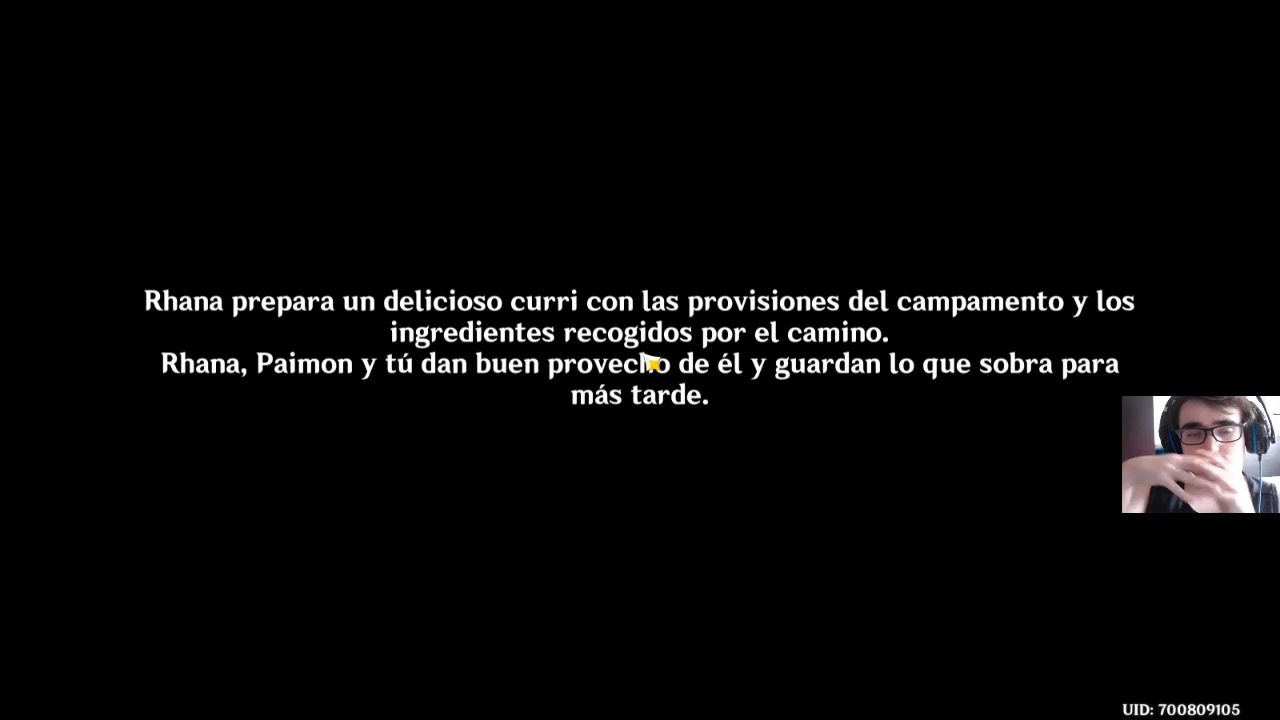 Rhana prepara un delicioso curri con las provisiones del campamento y los
ingredientes recogidos por el camino.
Rhana, Paimon y tú dan buen provecho de él y guardan lo que sobra para
más tarde.
UID: 700809105